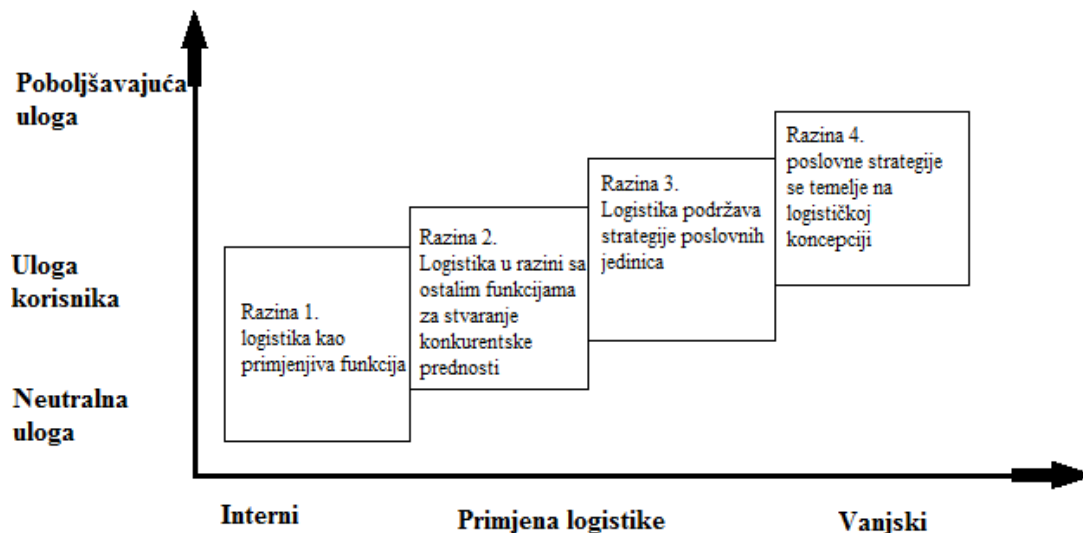 Poboljšavajuća
uloga
Uloga
korisnika
Neutralna
uloga
Razina 1.
logistika kao
primjenjiva funkcija
Razina 2.
Logistika u razini sa
ostalim funkcijama
za stvaranje
konkurentske
prednosti
Razina 3.
Logistika podržava
strategije poslovnih
jedinica
Razina 4.
poslovne strategije
se temelje na
logističkoj
koncepciji
Interni
Primjena logistike
Vanjski